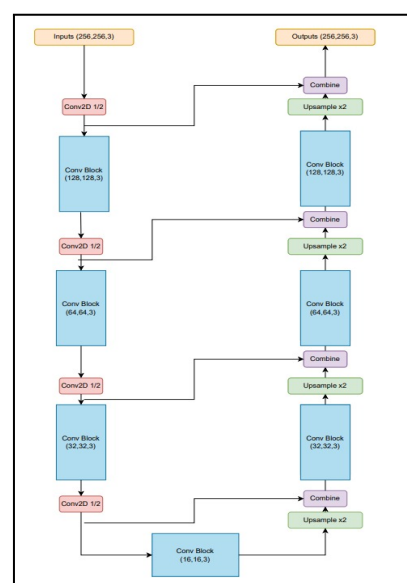 Inputs (256,256,3)
Outputs (256,256,3)
Combine
Conv2D 1/2
Upsample x2
Conv Block
(128,128,3)
Conv Block
(128,128,3)
Combine
Conv2D 1/2
Upsample x2
Conv Block
(64,64,3)
Conv Block
(64,64,3)
Combine
Conv2D 1/2
Upsample x2
Conv Block
(32,32,3)
Conv Block
(32,32,3)
Combine
Conv2D 1/2
Upsample x2
Conv Block
(16,16,3)